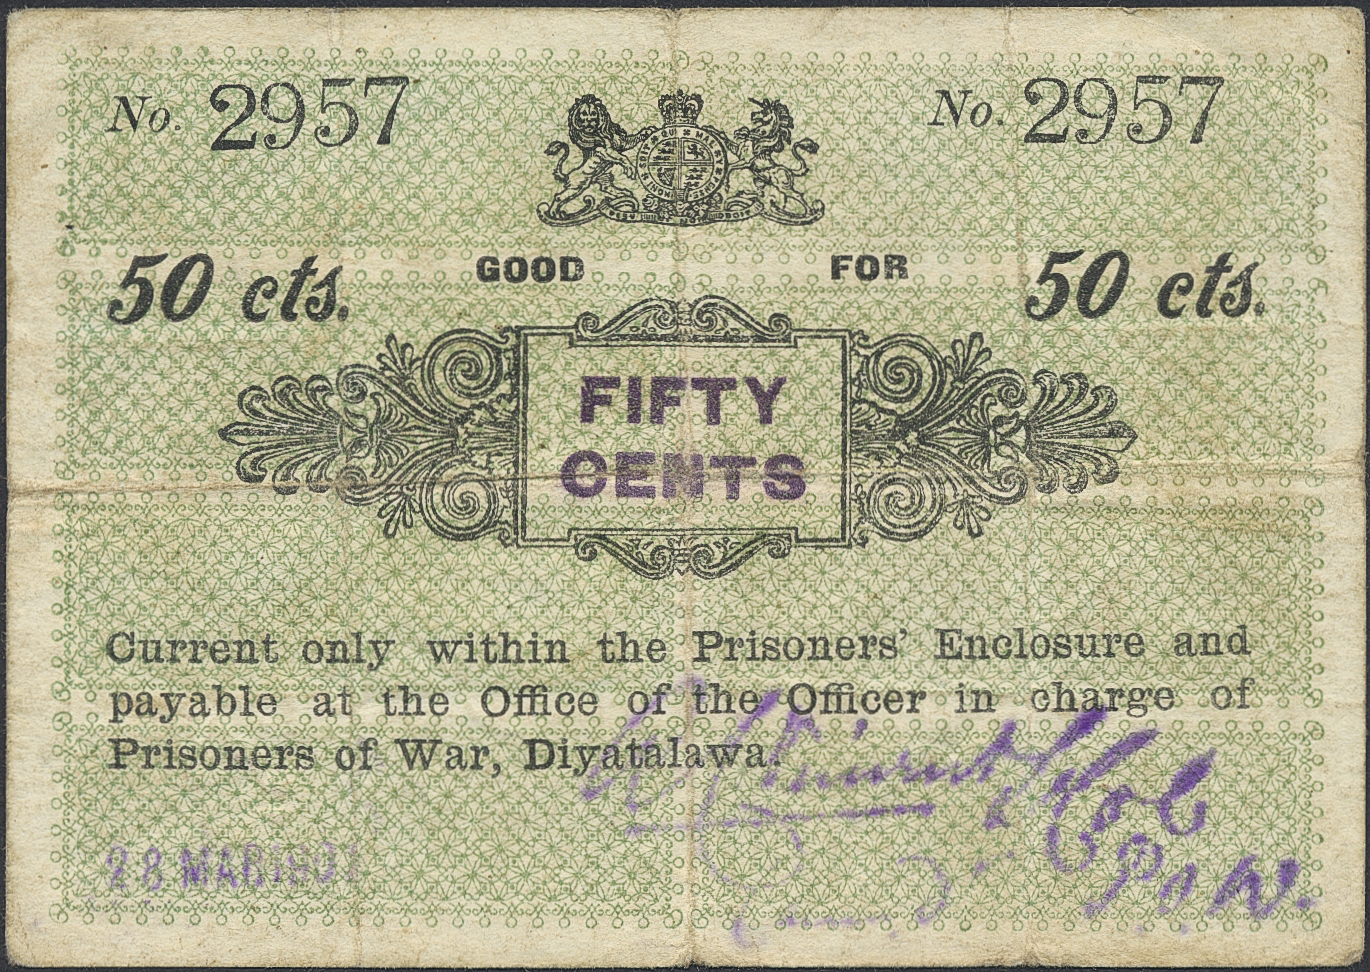 No. 2957 No. 2957
50 cts. GOOD FOR 50 cts.
FIFTY
CENTS
Current only within the Prisoners' Enclosure and
payable at the Office of the Officer in charge of
Prisoners of War, Diyatalawa.
28 MAR 1901
P.O.W.